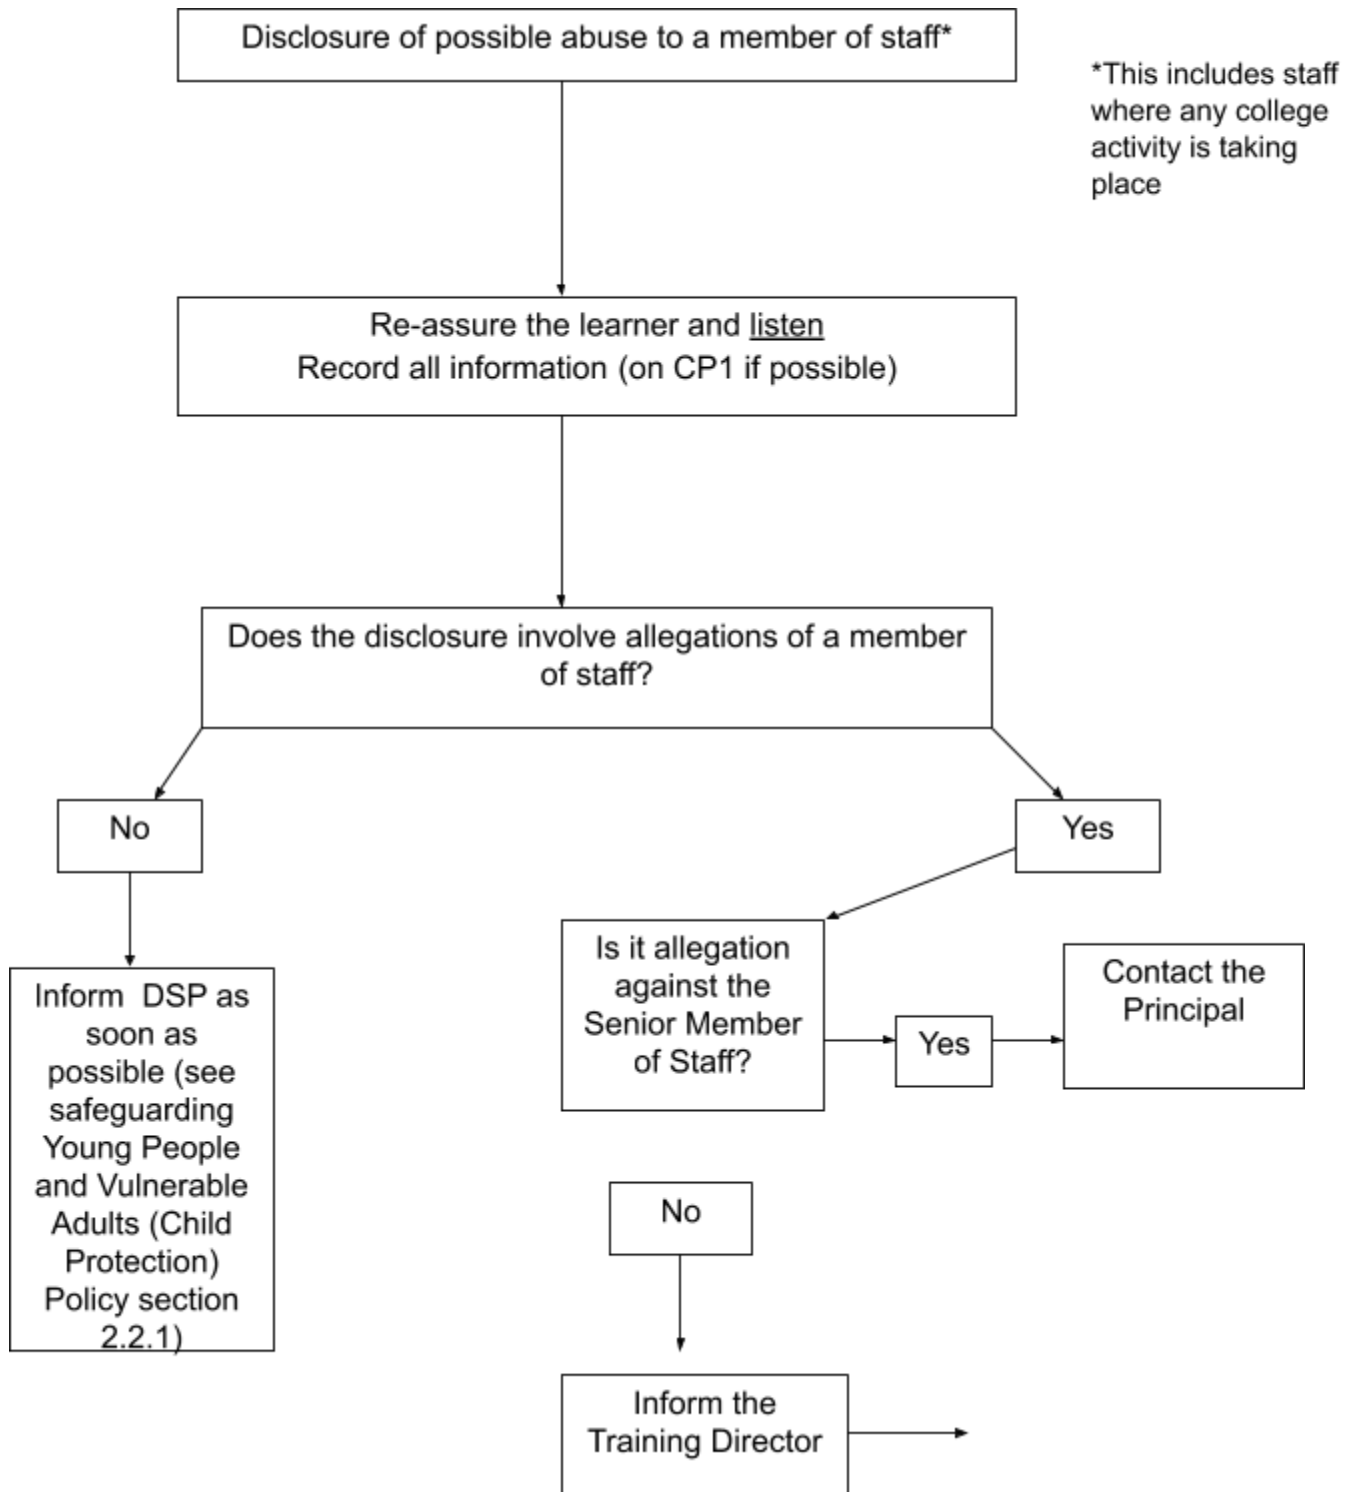 Disclosure of possible abuse to a member of staff*
*This includes staff
where any college
activity is taking
place
Re-assure the learner and listen
Record all information (on CP1 if possible)
Does the disclosure involve allegations of a member
of staff?
No
Yes
Inform  DSP as
soon as
possible (see
safeguarding
Young People
and Vulnerable
Adults (Child
Protection)
Policy section
2.2.1)
Is it allegation
against the
Senior Member
of Staff?
Yes
Contact the
Principal
No
Inform the
Training Director